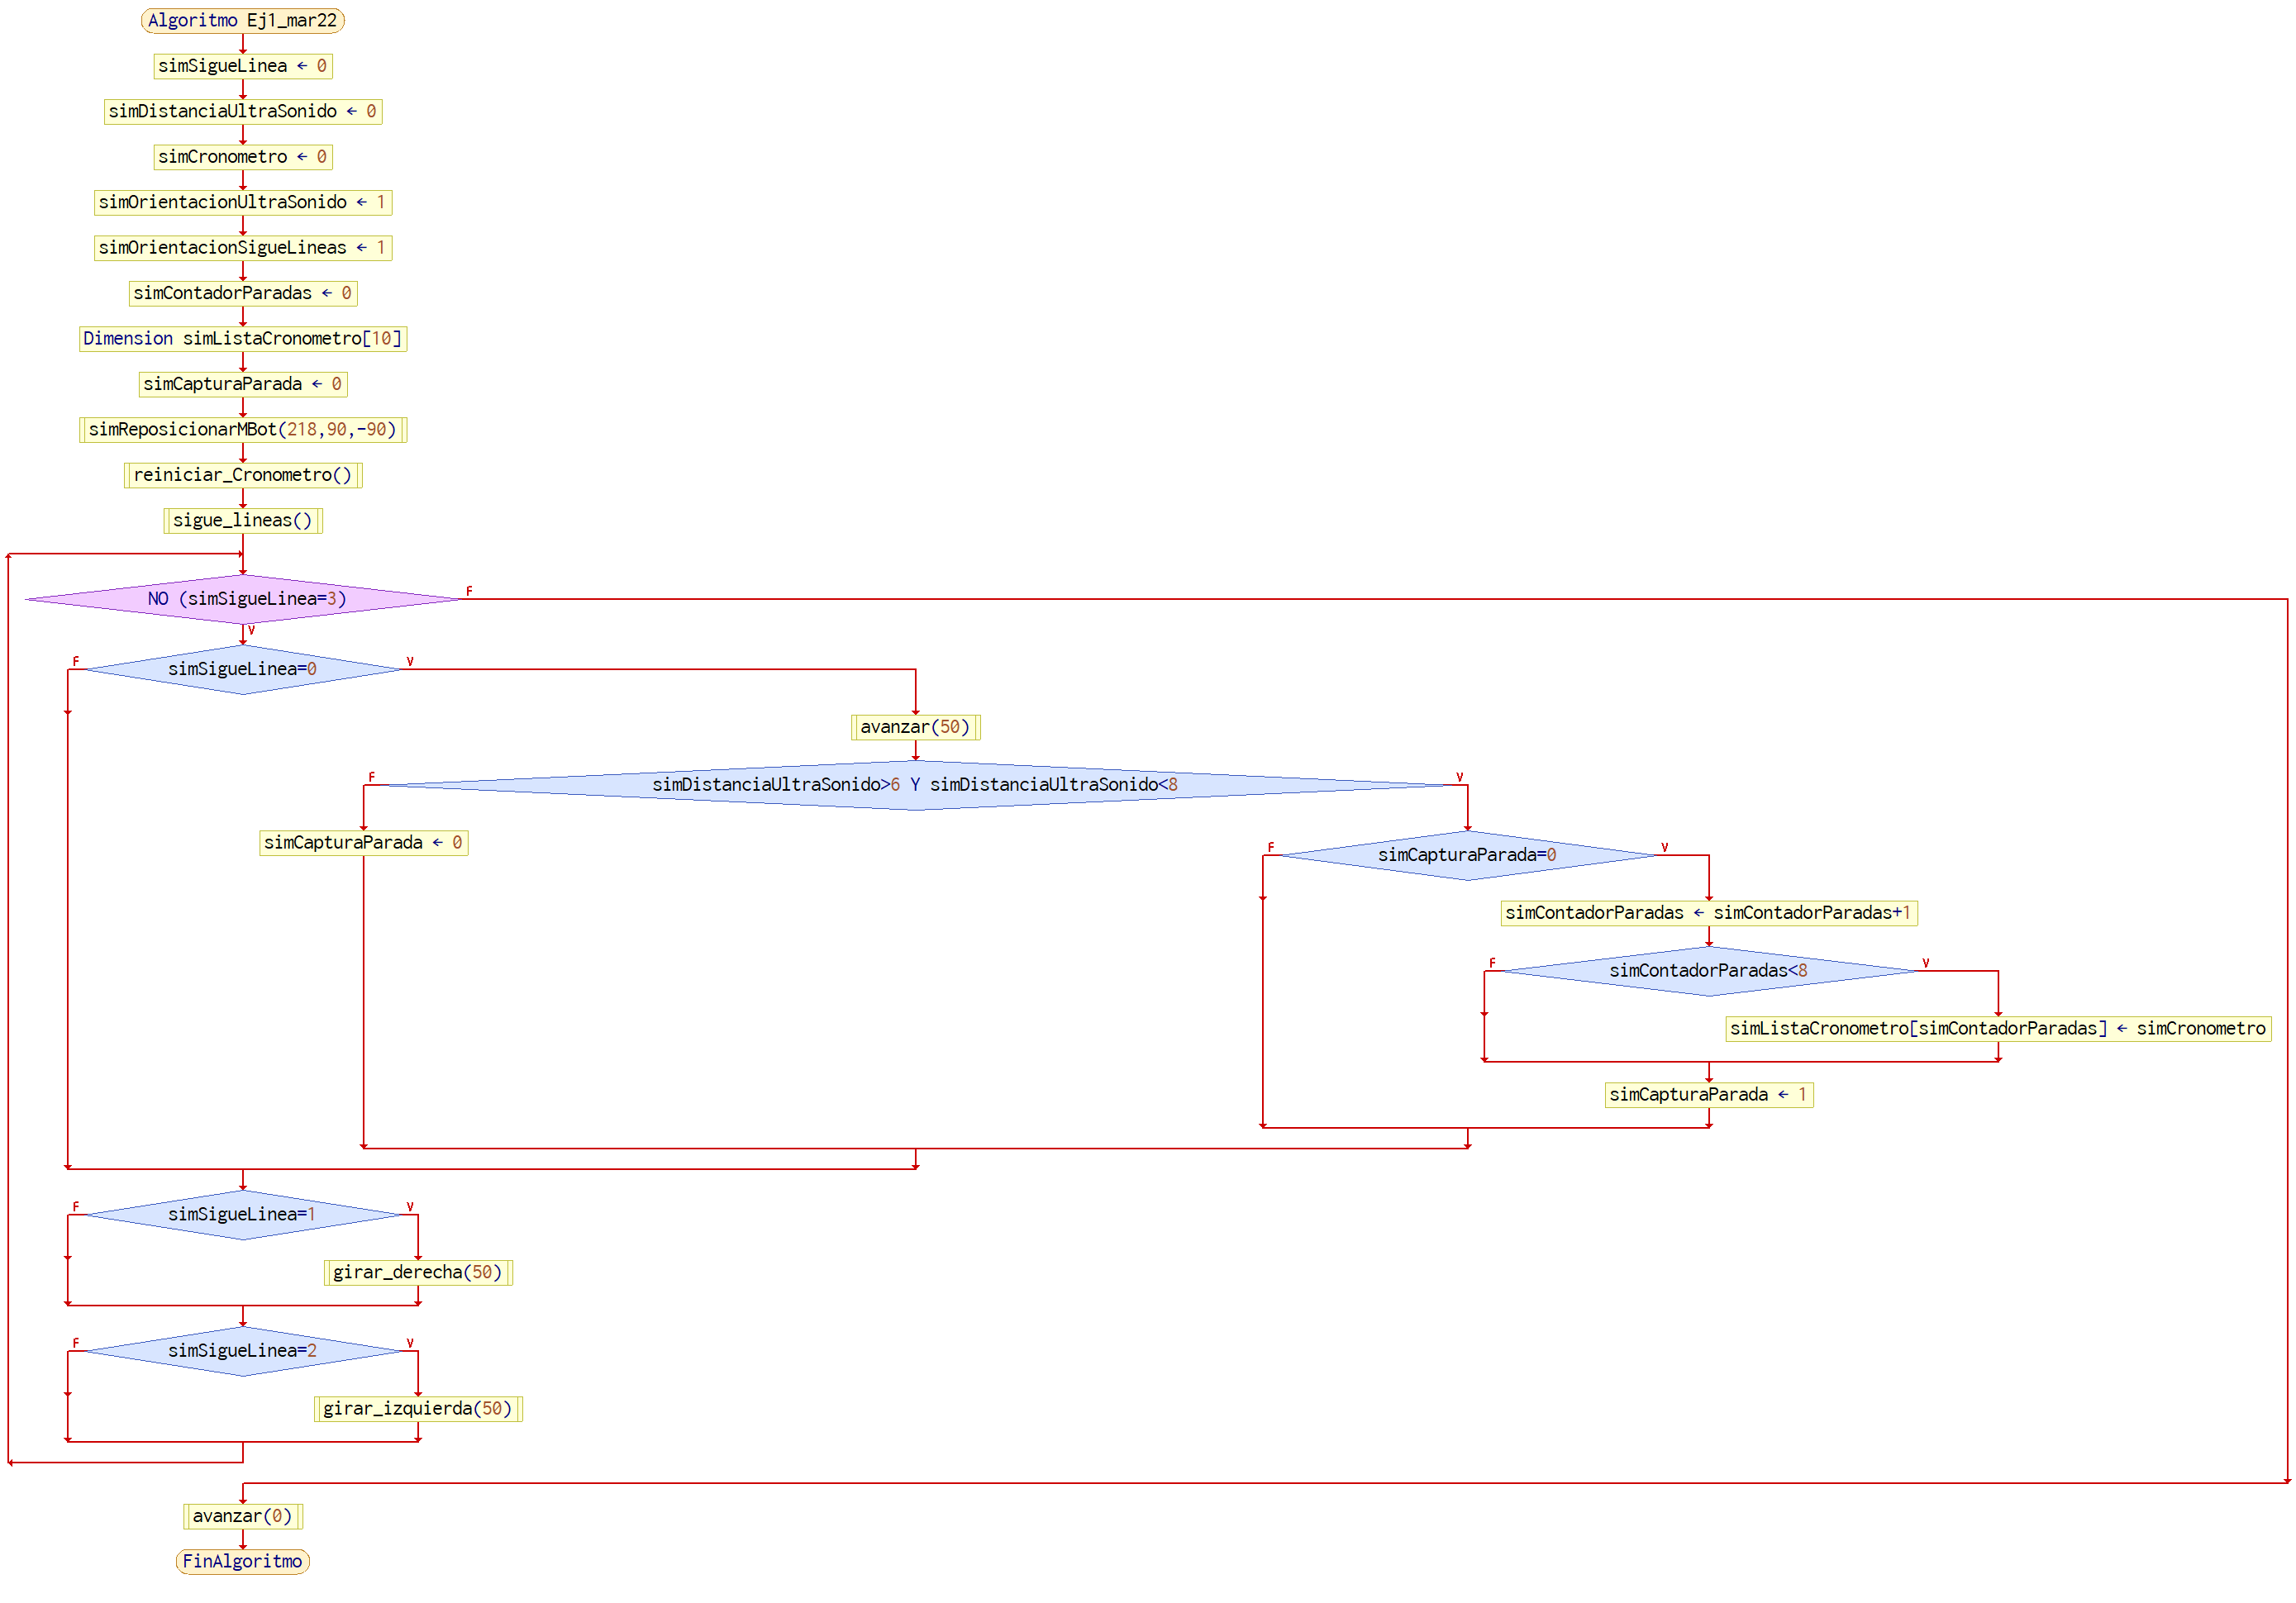 Algoritmo Ej1_mar22
simSigueLinea ← 0
simDistanciaUltraSonido ← 0
simCronometro ← 0
simOrientacionUltraSonido ← 1
simOrientacionSigueLineas ← 1
simContadorParadas ← 0
Dimension simListaCronometro[10]
simCapturaParada ← 0
simReposicionarMBot(218,90,-90)
reiniciar_Cronometro()
sigue_lineas()
NO (simSigueLinea=3)
F
V
simSigueLinea=0
F
V
avanzar(50)
simDistanciaUltraSonido>6 Y simDistanciaUltraSonido<8
F
V
simCapturaParada ← 0
simCapturaParada=0
F
V
simContadorParadas ← simContadorParadas+1
simContadorParadas<8
F
V
simListaCronometro[simContadorParadas] ← simCronometro
simCapturaParada ← 1
simSigueLinea=1
F
V
girar_derecha(50)
simSigueLinea=2
F
V
girar_izquierda(50)
avanzar(0)
FinAlgoritmo